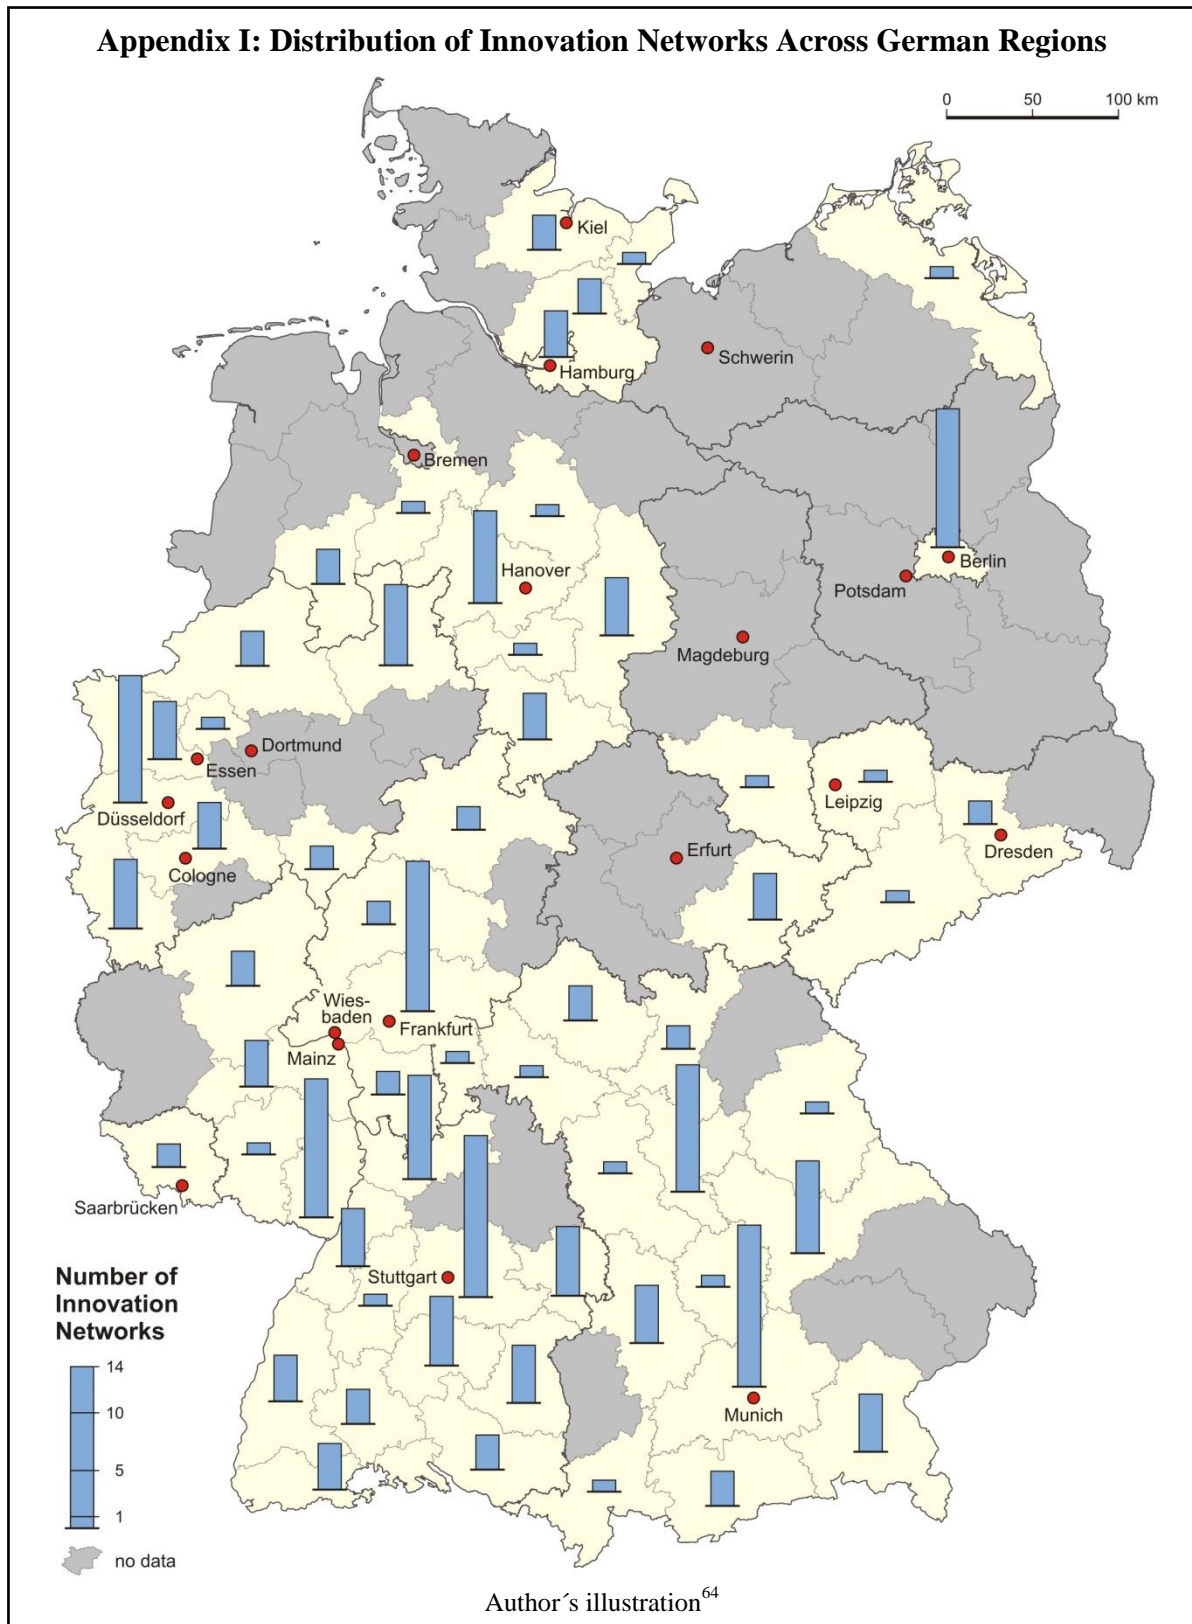 Appendix I: Distribution of Innovation Networks Across German Regions
0 50 100 km
Kiel
Schwerin
Hamburg
Bremen
Berlin
Hanover
Potsdam
Magdeburg
Dortmund
Essen
Leipzig
Düsseldorf
Erfurt
Dresden
Cologne
Wies-
baden
Frankfurt
Mainz
Saarbrücken
Stuttgart
Number of
Innovation
Networks
14
10
5
1
Munich
no data
Author´s illustration64